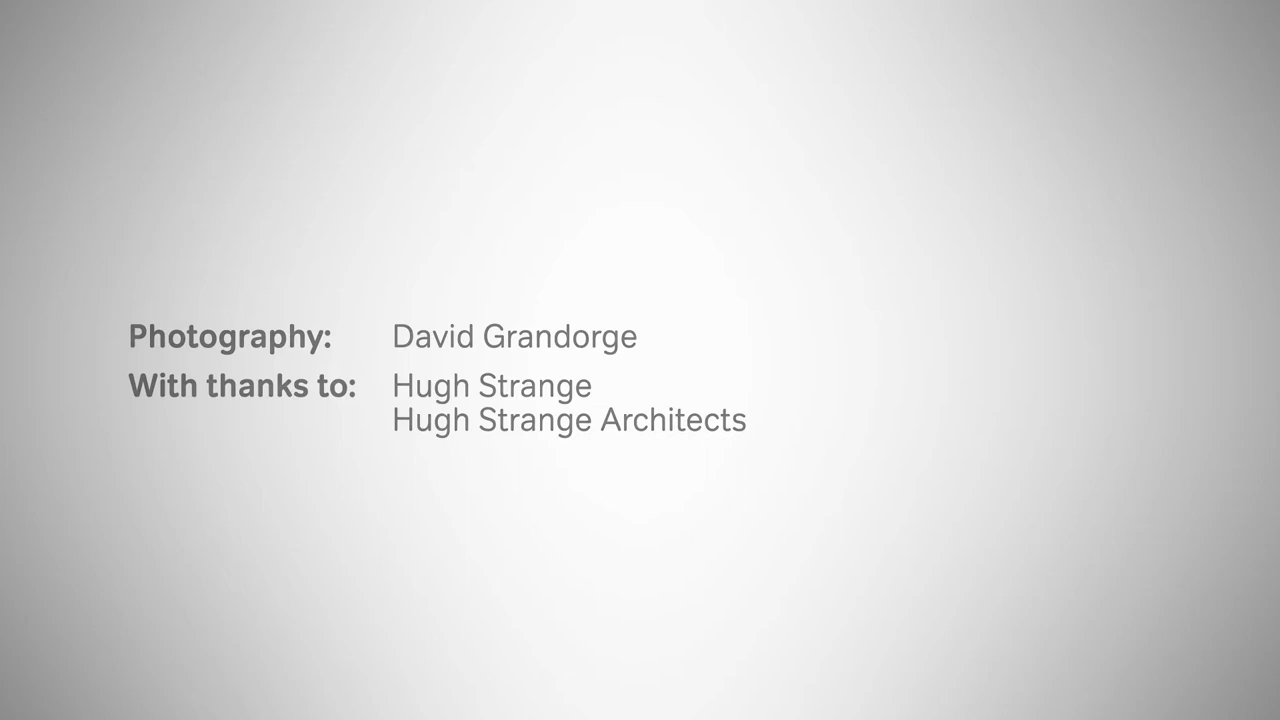 Photography: David Grandorge
With thanks to: Hugh Strange
Hugh Strange Architects